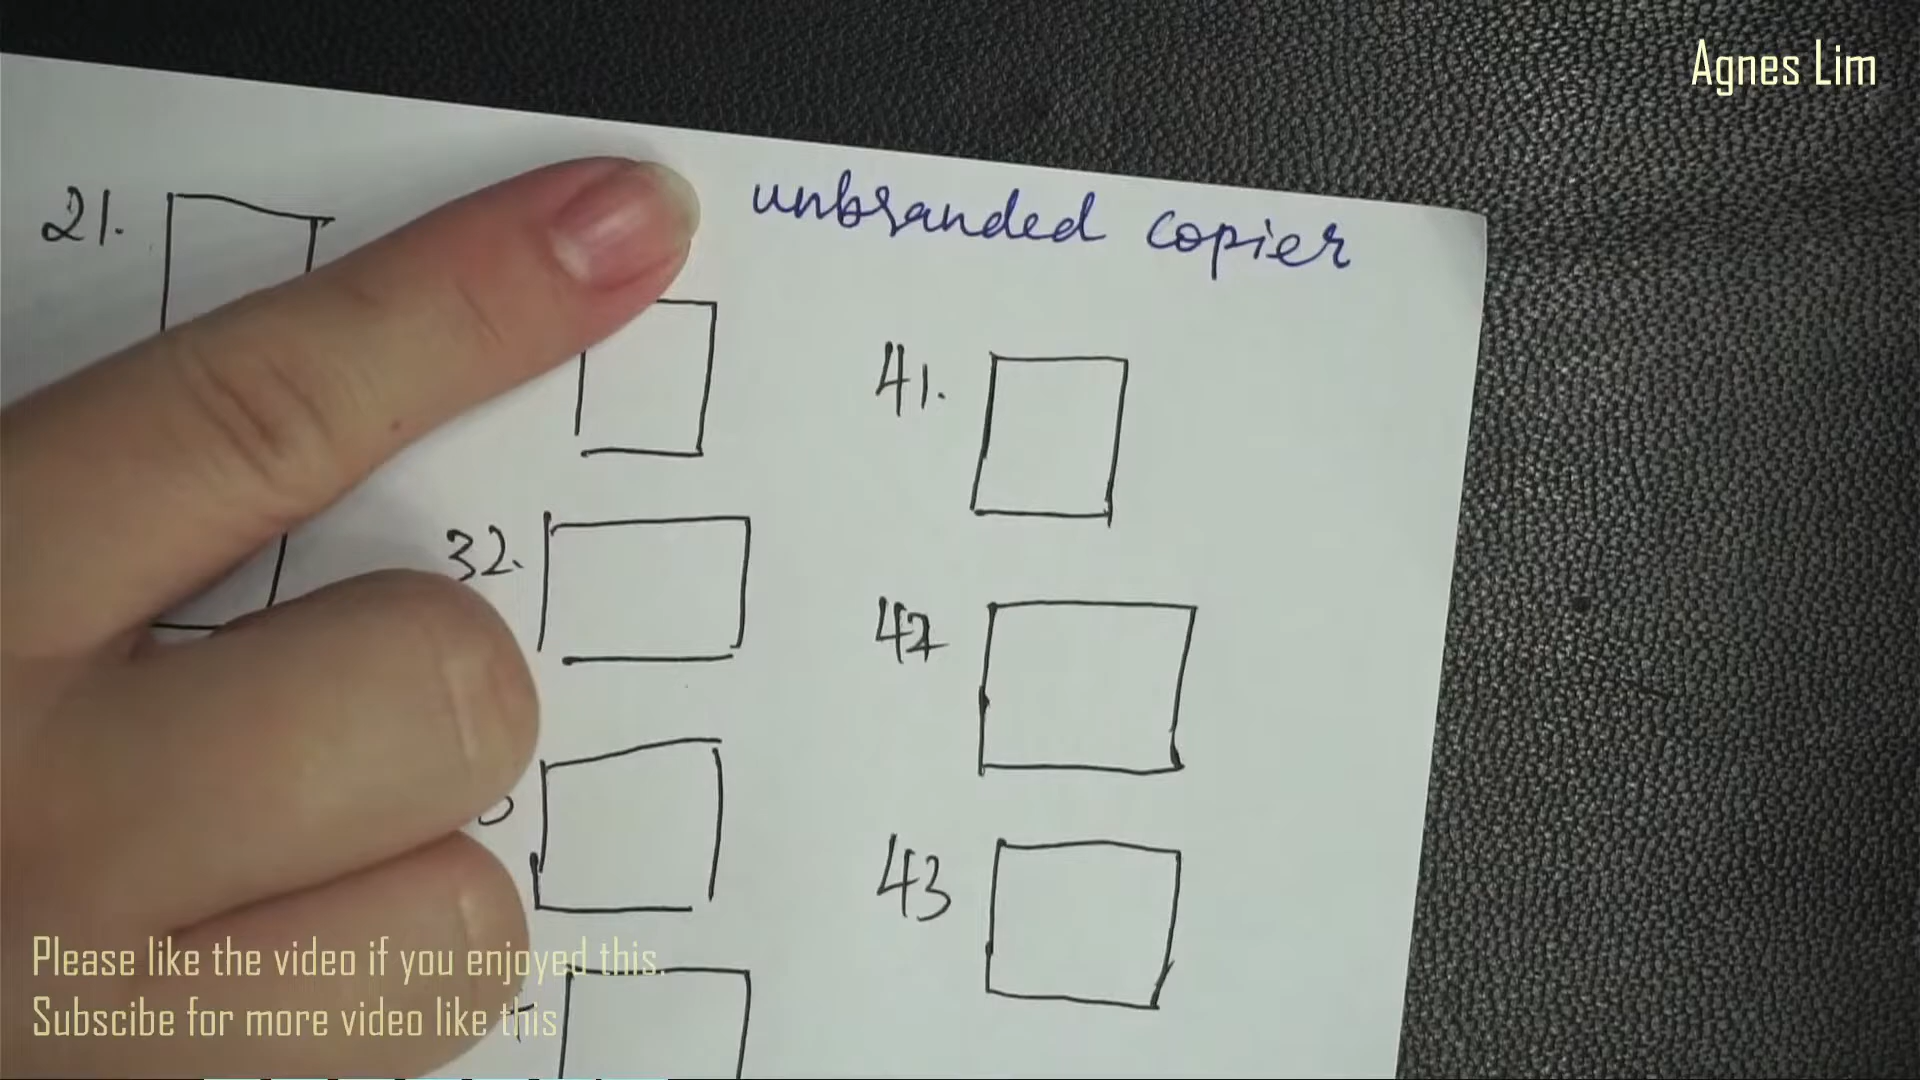 Agnes Lim
unbranded copier
21.
41.
32.
42
43
Please like the video if you enjoyed this.
Subscibe for more video like this